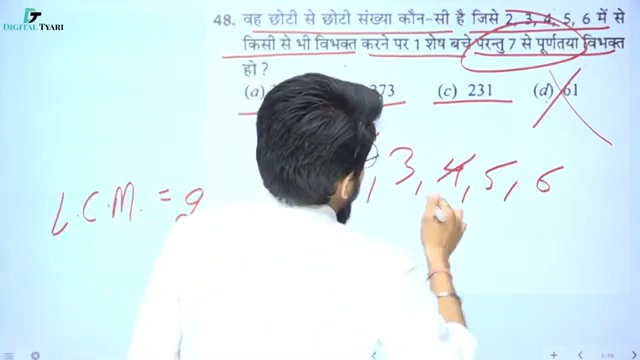 DT
DIGITAL TYARI
48. वह छोटी से छोटी संख्या कौन-सी है जिसे 2, 3, 4, 5, 6 में से
किसी से भी विभक्त करने पर 1 शेष बचे परन्तु 7 से पूर्णतया विभक्त
हो ?
(a) (c) 231 (d) 61
L.C.M. = , 3, 4, 5, 6